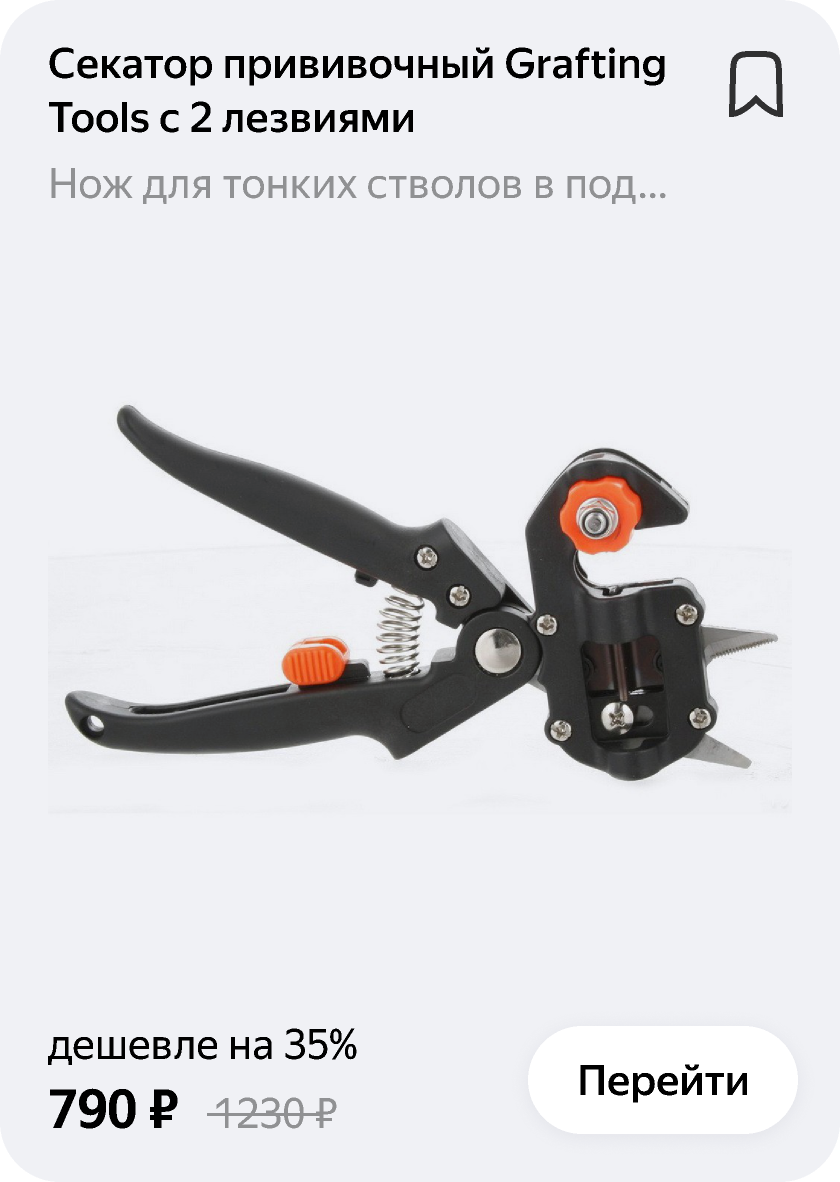 Секатор прививочный Grafting
Tools с 2 лезвиями
Нож для тонких стволов в под...
дешевле на 35%
790 ₽ 1230 ₽
Перейти